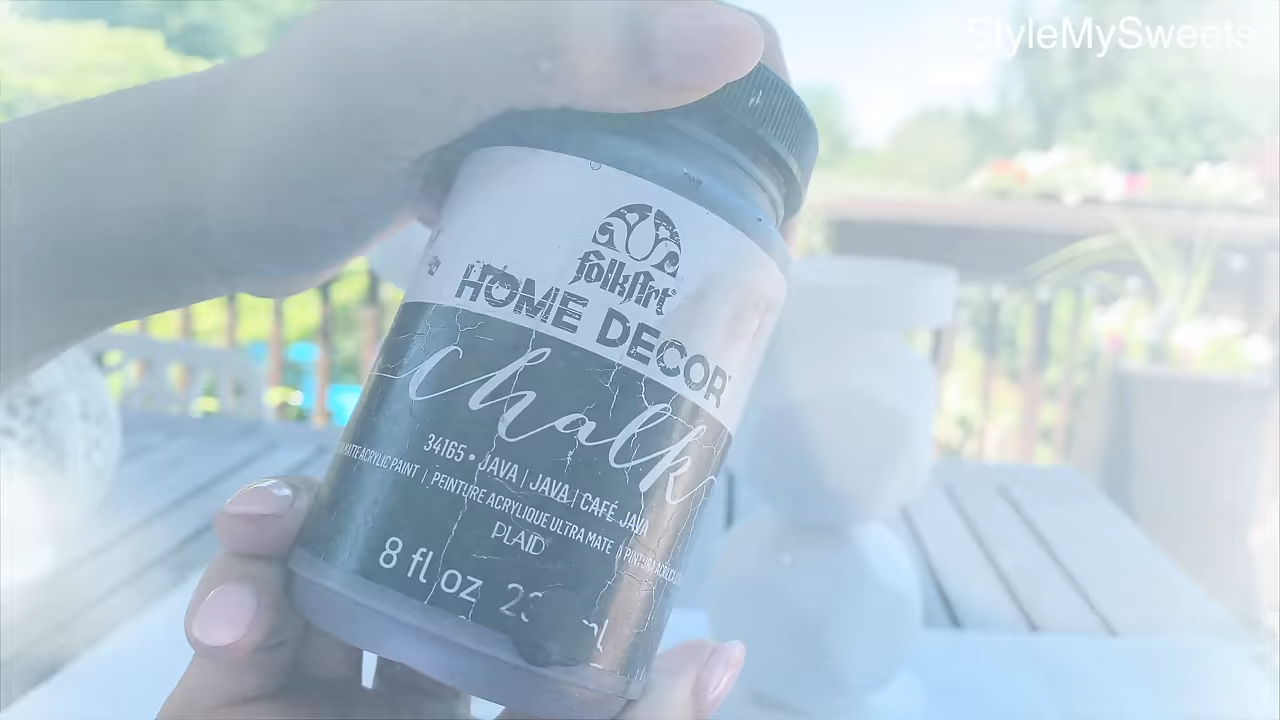 StyleMySweets
folkArt
HOME DECOR
chalk
34165 • JAVA | JAVA | CAFÉ JAVA
MATTE ACRYLIC PAINT | PEINTURE ACRYLIQUE ULTRA MATE |
PLAID
8 fl oz